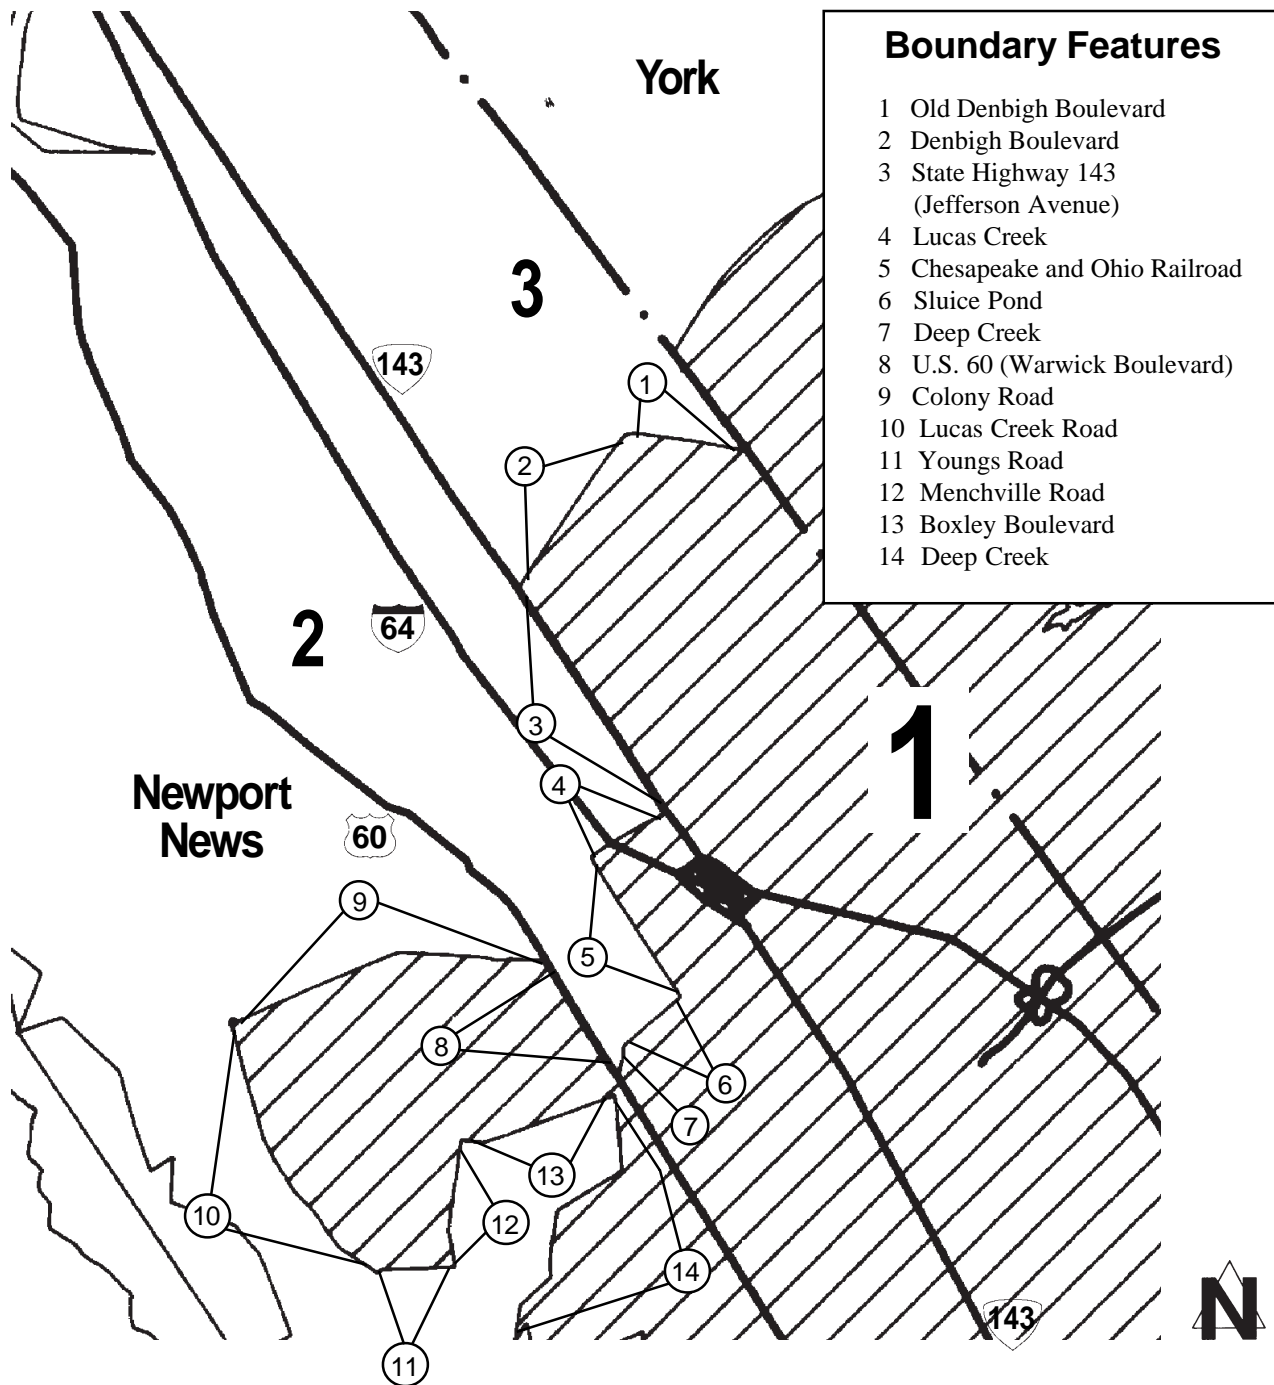 Boundary Features
1 Old Denbigh Boulevard
2 Denbigh Boulevard
3 State Highway 143
(Jefferson Avenue)
4 Lucas Creek
5 Chesapeake and Ohio Railroad
6 Sluice Pond
7 Deep Creek
8 U.S. 60 (Warwick Boulevard)
9 Colony Road
10 Lucas Creek Road
11 Youngs Road
12 Menchville Road
13 Boxley Boulevard
14 Deep Creek
York
3
143
1
2
2
64
3
1
4
Newport
News
60
9
5
8
6
7
13
10
12
14
143
N
11